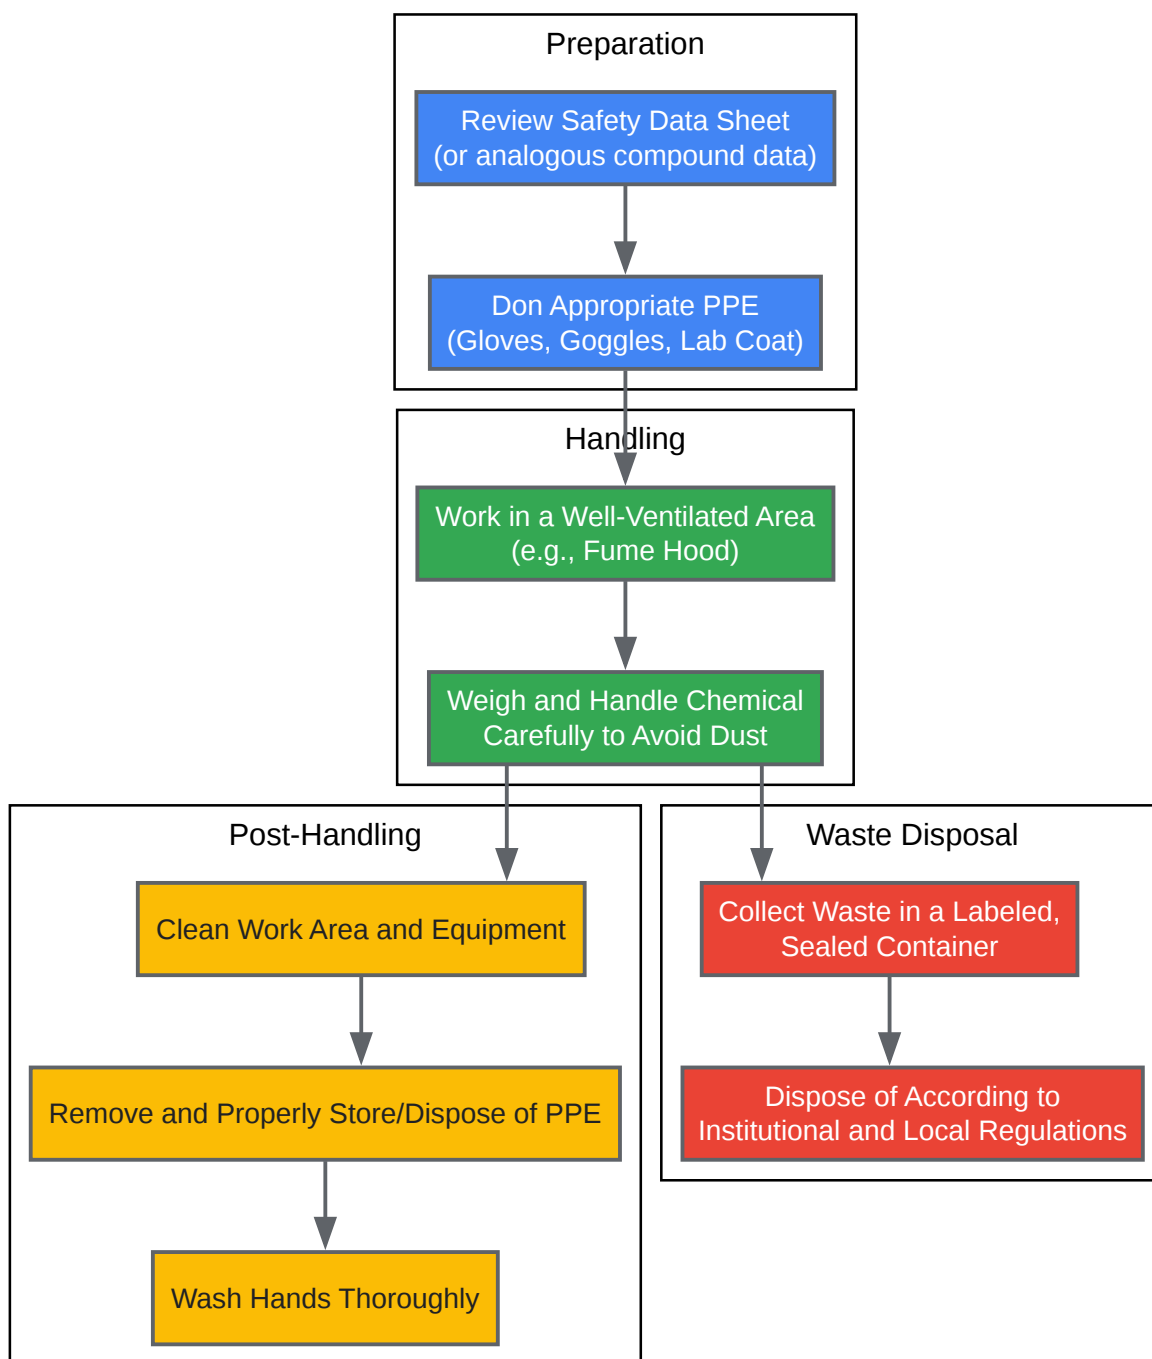 Preparation
Review Safety Data Sheet
(or analogous compound data)
Don Appropriate PPE
(Gloves, Goggles, Lab Coat)
Handling
Work in a Well-Ventilated Area
(e.g., Fume Hood)
Weigh and Handle Chemical
Carefully to Avoid Dust
Post-Handling
Clean Work Area and Equipment
Remove and Properly Store/Dispose of PPE
Wash Hands Thoroughly
Waste Disposal
Collect Waste in a Labeled,
Sealed Container
Dispose of According to
Institutional and Local Regulations